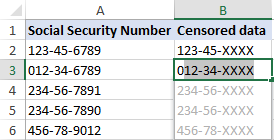 A B
1 Social Security Number Censored data
2 123-45-6789 123-45-XXXX
3 012-34-6789 012-34-XXXX
4 234-56-7891 234-56-XXXX
5 234-56-7890 234-56-XXXX
6 456-78-9012 456-78-XXXX